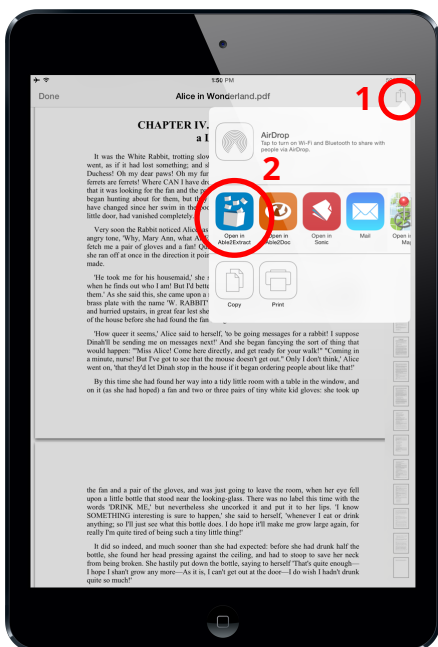 1:50 PM
Done
Alice in Wonderland.pdf
1
CHAPTER IV.
AirDrop
Tap to turn on Wi-Fi and Bluetooth to share with
people via AirDrop.
2
Open in
Able2Extract
Open in
Able2Doc
Open in
Sonic
Mail
Open in
Copy
Print
It was the White Rabbit, trotting
went, as if it had lost something; and
Duchess! Oh my dear paws! Oh my
ferrets are ferrets! Where CAN I have
that it was looking for the fan and the
began hunting about for them, but
have changed since her swim in the
little door, had vanished completely.
Very soon the Rabbit noticed Alice, as
angry tone, 'Why, Mary Ann, what
fetch me a pair of gloves and a fan!
she ran off at once in the direction it
made.
'He took me for his housemaid,' she
when he finds out who I am! But I'd
them.' As she said this, she came upon a
brass plate with the name 'W. RABBIT'
and hurried upstairs, in great fear lest she
of the house before she had found the fan
'How queer it seems,' Alice said to herself, 'to be going messages for a rabbit! I suppose
Dinah'll be sending me on messages next!' And she began fancying the sort of thing that
would happen: '"Miss Alice! Come here directly, and get ready for your walk!" "Coming in
a minute, nurse! But I've got to see that the mouse doesn't get out." Only I don't think,' Alice
went on, 'that they'd let Dinah stop in the house if it began ordering people about like that!'
By this time she had found her way into a tidy little room with a table in the window, and
on it (as she had hoped) a fan and two or three pairs of tiny white kid gloves: she took up
the fan and a pair of the gloves, and was just going to leave the room, when her eye fell
upon a little bottle that stood near the looking-glass. There was no label this time with the
words 'DRINK ME,' but nevertheless she uncorked it and put it to her lips. 'I know
SOMETHING interesting is sure to happen,' she said to herself, 'whenever I eat or drink
anything; so I'll just see what this bottle does. I do hope it'll make me grow large again, for
really I'm quite tired of being such a tiny little thing!'
It did so indeed, and much sooner than she had expected: before she had drunk half the
bottle, she found her head pressing against the ceiling, and had to stoop to save her neck
from being broken. She hastily put down the bottle, saying to herself 'That's quite enough—
I hope I shan't grow any more—As it is, I can't get out at the door—I do wish I hadn't drunk
quite so much!'